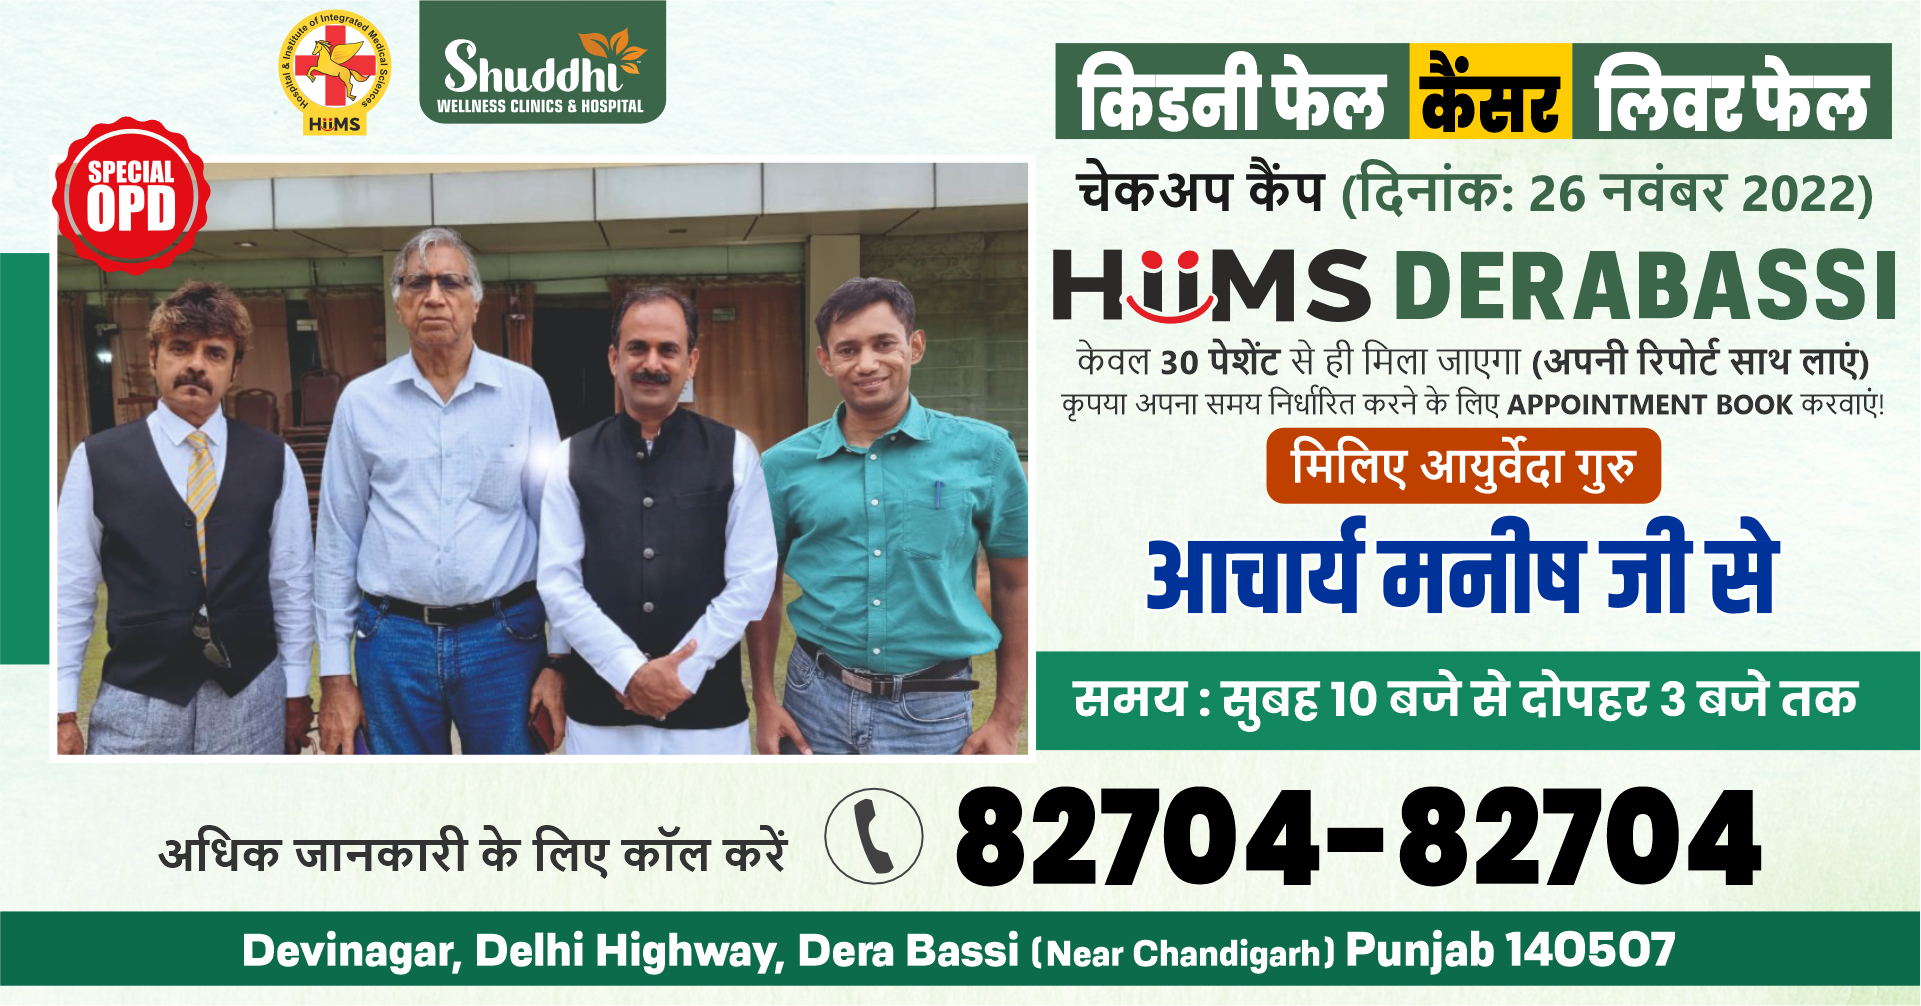 Hospital & Institute of Integrated Medical Sciences
HiiMS
Shuddhi™
WELLNESS CLINICS & HOSPITAL
SPECIAL
OPD
किडनी फेल कैंसर लिवर फेल
चेकअप कैंप (दिनांक: 26 नवंबर 2022)
HiiMS DERABASSI
केवल 30 पेशेंट से ही मिला जाएगा (अपनी रिपोर्ट साथ लाएं)
कृपया अपना समय निर्धारित करने के लिए APPOINTMENT BOOK करवाएं!
मिलिए आयुर्वेदा गुरु
आचार्य मनीष जी से
समय : सुबह 10 बजे से दोपहर 3 बजे तक
अधिक जानकारी के लिए कॉल करें 82704-82704
Devinagar, Delhi Highway, Dera Bassi (Near Chandigarh) Punjab 140507